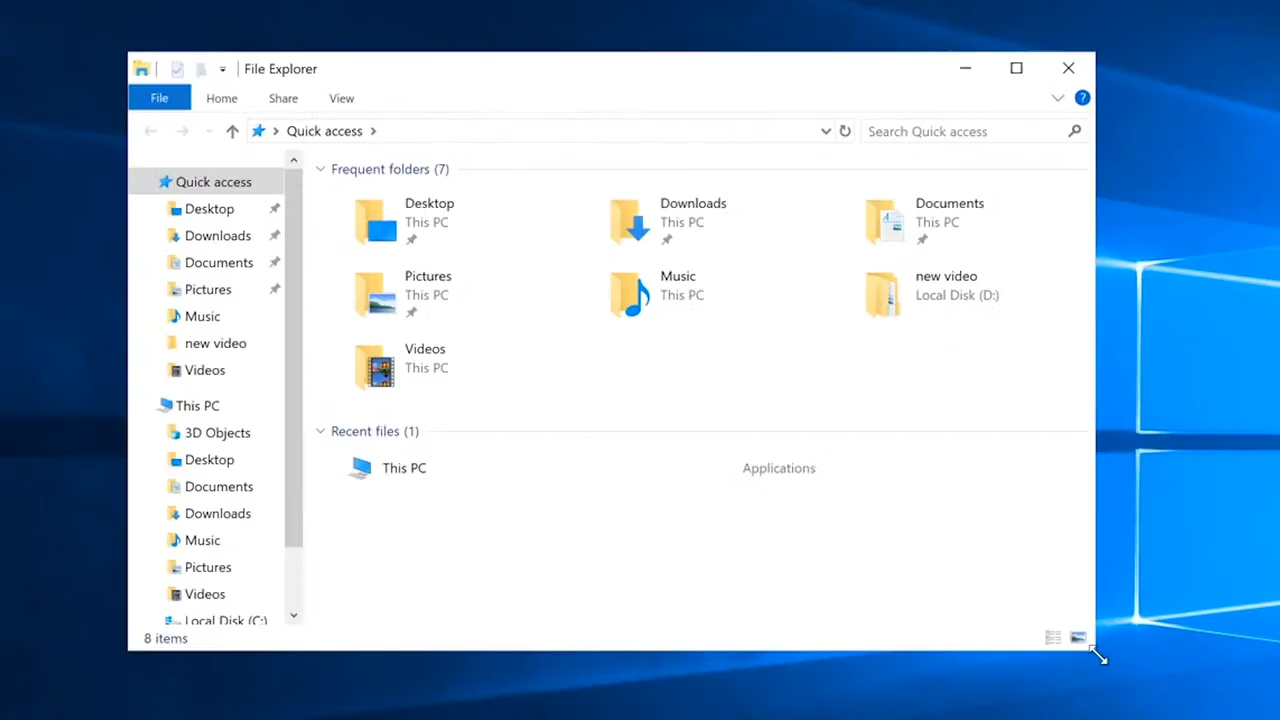 File Explorer
File Home Share View
Quick access
Search Quick access
Quick access
Desktop
Downloads
Documents
Pictures
Music
new video
Videos
This PC
3D Objects
Desktop
Documents
Downloads
Music
Pictures
Videos
Local Disk (C:)
Frequent folders (7)
Desktop
This PC
Downloads
This PC
Documents
This PC
Pictures
This PC
Music
This PC
new video
Local Disk (D:)
Videos
This PC
Recent files (1)
This PC Applications
8 items